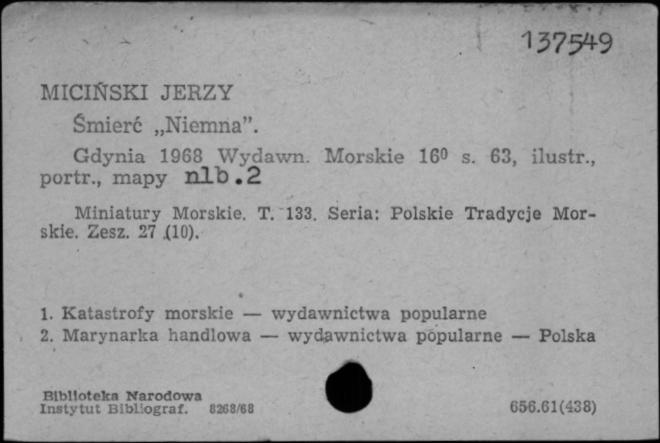 137549
MICIŃSKI JERZY
Śmierć „Niemna”.
Gdynia 1968 Wydawn. Morskie 16⁰ s. 63, ilustr.,
portr., mapy nlb.2
Miniatury Morskie. T. 133. Seria: Polskie Tradycje Mor-
skie. Zesz. 27 (10).
1. Katastrofy morskie — wydawnictwa popularne
2. Marynarka handlowa — wydawnictwa popularne — Polska
Biblioteka Narodowa
Instytut Bibliograf. 8268/68
656.61(438)